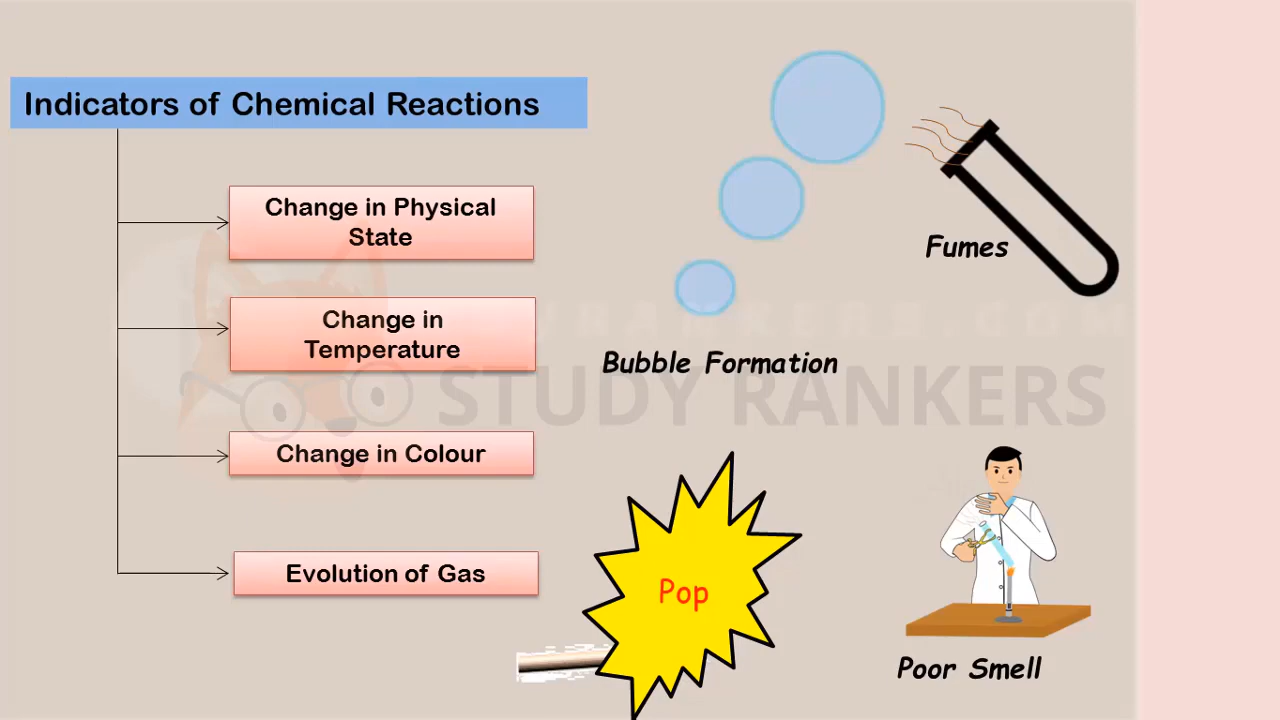 Indicators of Chemical Reactions
Change in Physical
State
Change in
Temperature
Change in Colour
Evolution of Gas
Bubble Formation
Fumes
Pop
Poor Smell
STUDY RANKERS